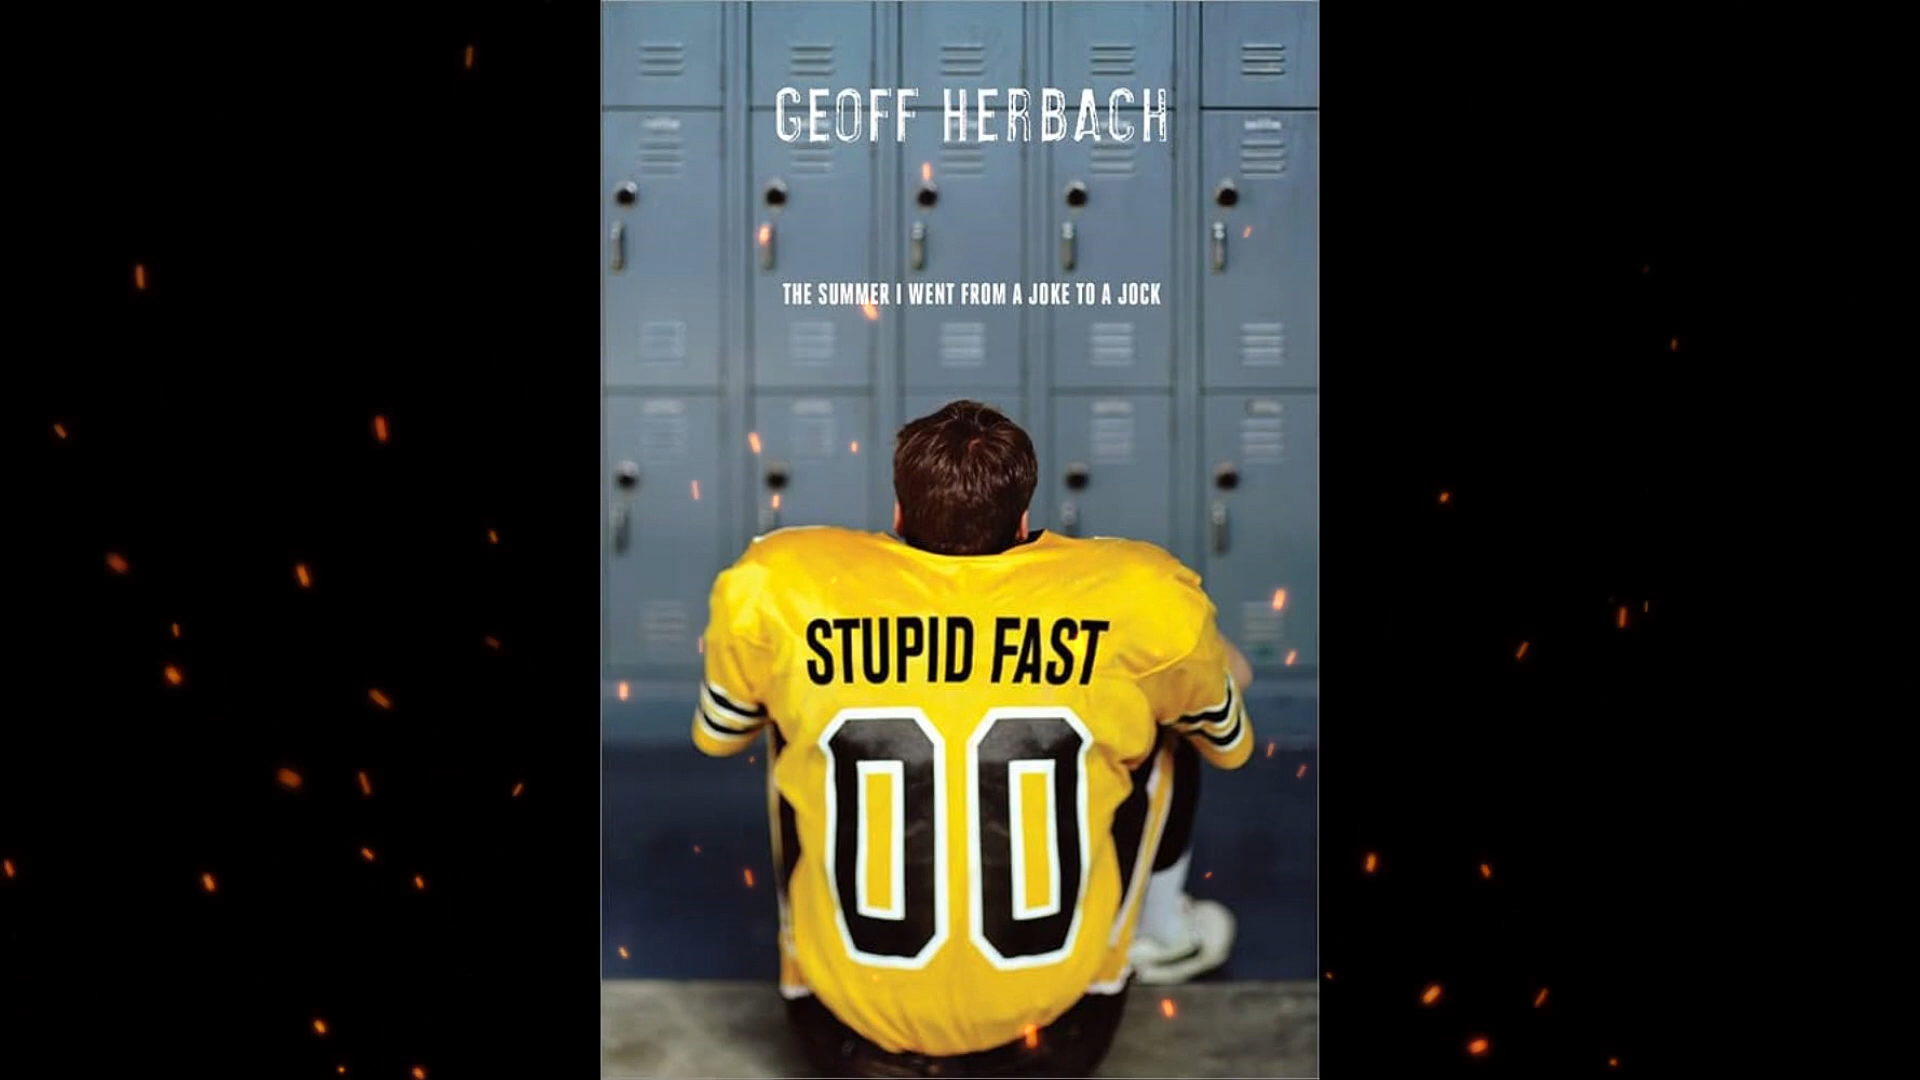 GEOFF HERBACH
THE SUMMER I WENT FROM A JOKE TO A JOCK
STUPID FAST
00